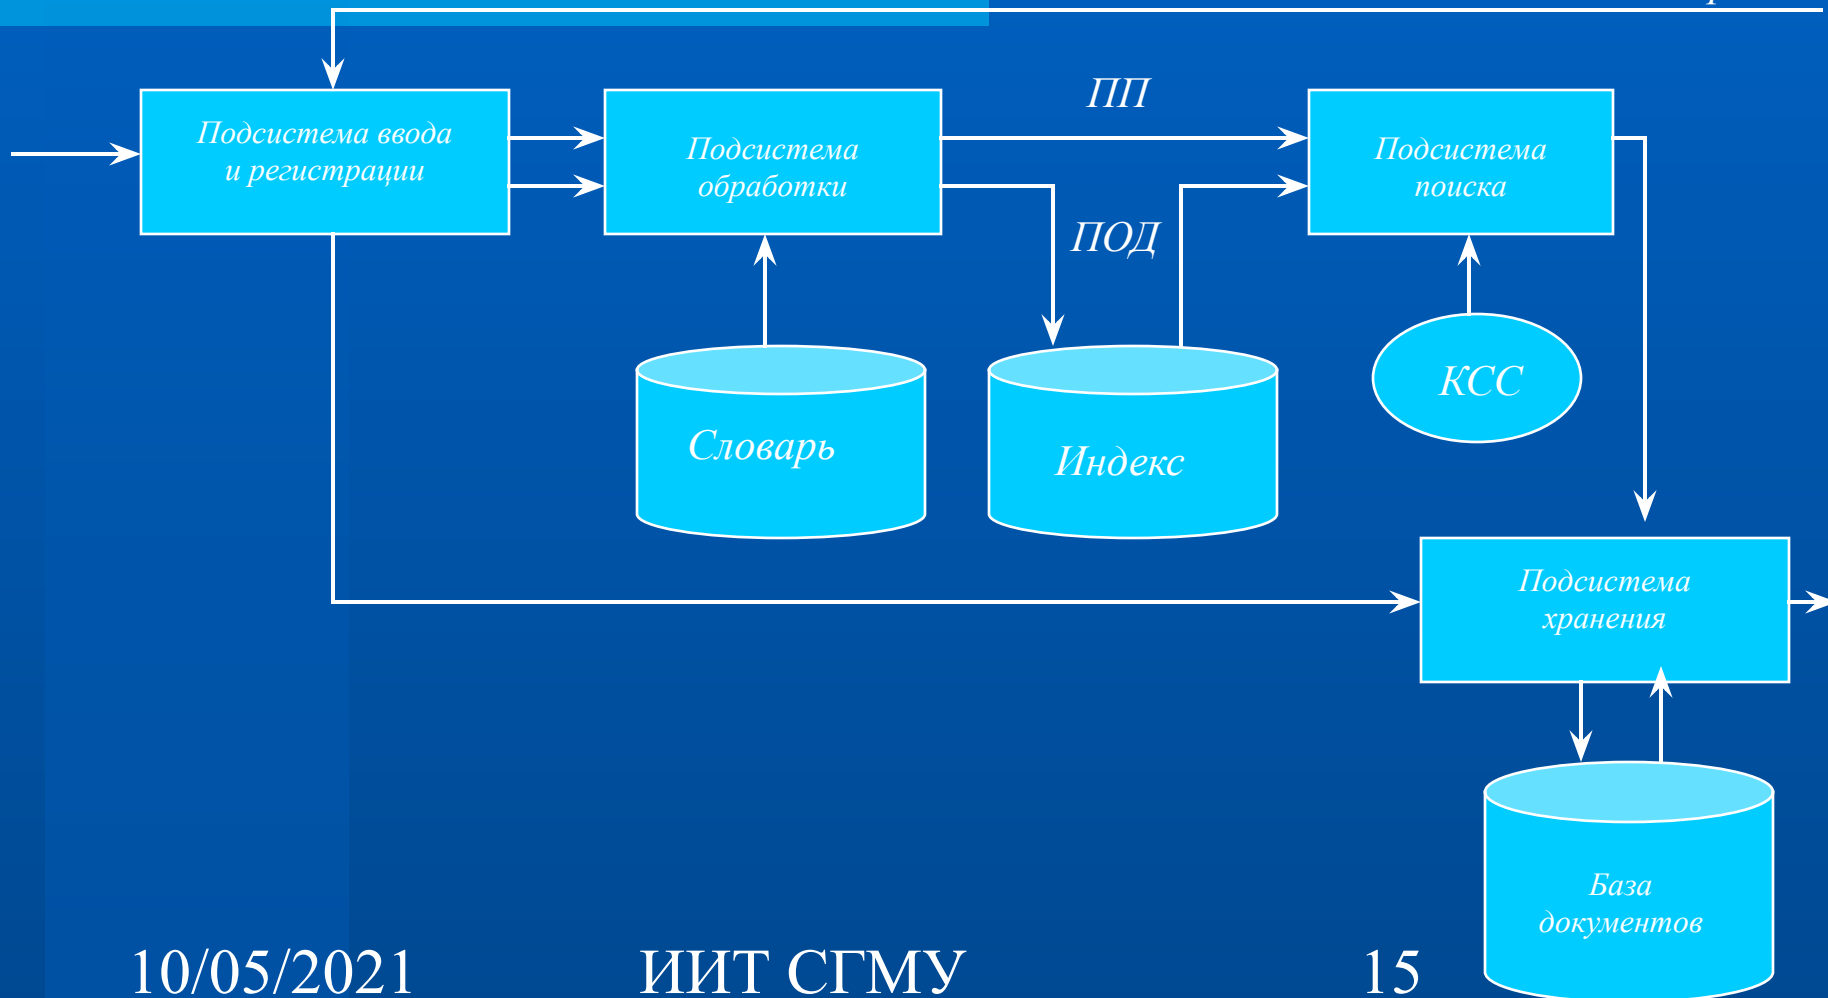 Подсистема ввода
и регистрации
Подсистема
обработки
ПП
ПОД
Подсистема
поиска
КСС
Словарь
Индекс
Подсистема
хранения
База
документов
10/05/2021
ИИТ СГМУ
15